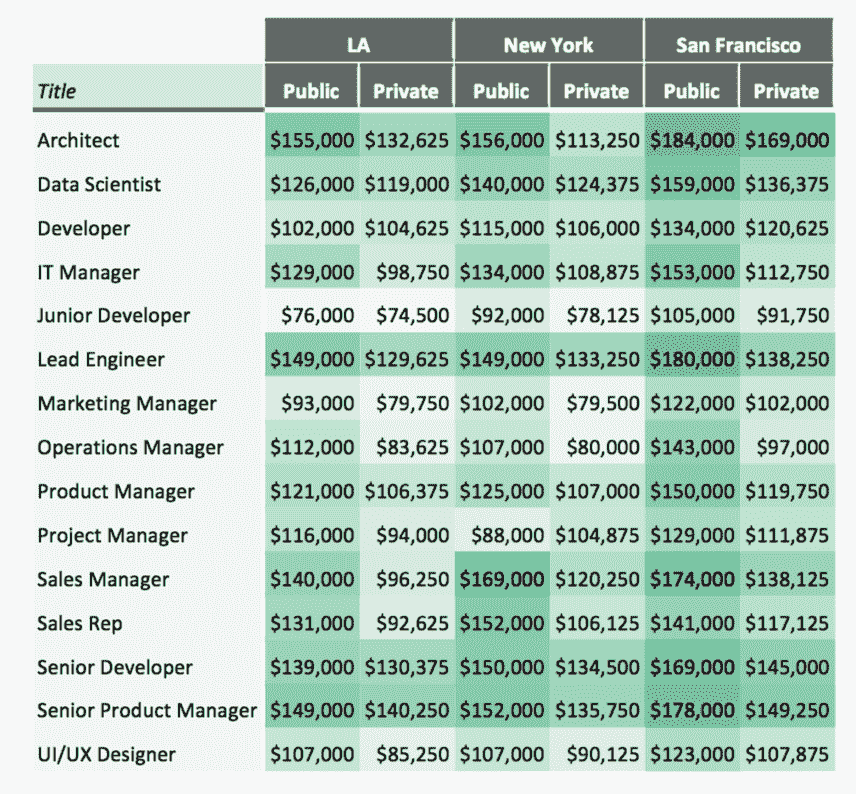 LA New York San Francisco
Title Public Private Public Private Public Private
Architect $155,000 $132,625 $156,000 $113,250 $184,000 $169,000
Data Scientist $126,000 $119,000 $140,000 $124,375 $159,000 $136,375
Developer $102,000 $104,625 $115,000 $106,000 $134,000 $120,625
IT Manager $129,000 $98,750 $134,000 $108,875 $153,000 $112,750
Junior Developer $76,000 $74,500 $92,000 $78,125 $105,000 $91,750
Lead Engineer $149,000 $129,625 $149,000 $133,250 $180,000 $138,250
Marketing Manager $93,000 $79,750 $102,000 $79,500 $122,000 $102,000
Operations Manager $112,000 $83,625 $107,000 $80,000 $143,000 $97,000
Product Manager $121,000 $106,375 $125,000 $107,000 $150,000 $119,750
Project Manager $116,000 $94,000 $88,000 $104,875 $129,000 $111,875
Sales Manager $140,000 $96,250 $169,000 $120,250 $174,000 $138,125
Sales Rep $131,000 $92,625 $152,000 $106,125 $141,000 $117,125
Senior Developer $139,000 $130,375 $150,000 $134,500 $169,000 $145,000
Senior Product Manager $149,000 $140,250 $152,000 $135,750 $178,000 $149,250
UI/UX Designer $107,000 $85,250 $107,000 $90,125 $123,000 $107,875